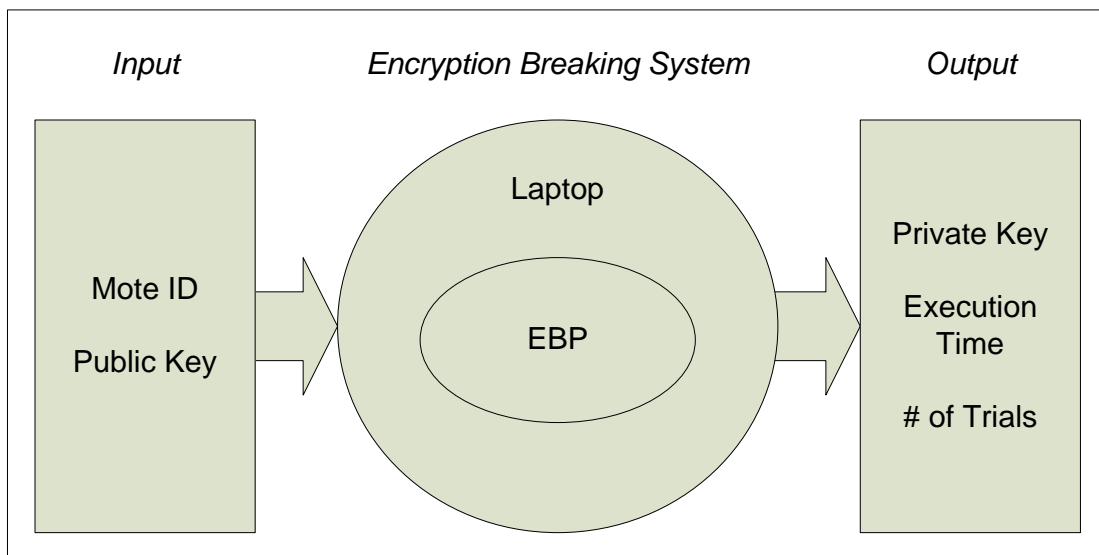 Input
Encryption Breaking System
Output
Mote ID
Public Key
Laptop
EBP
Private Key
Execution
Time
# of Trials